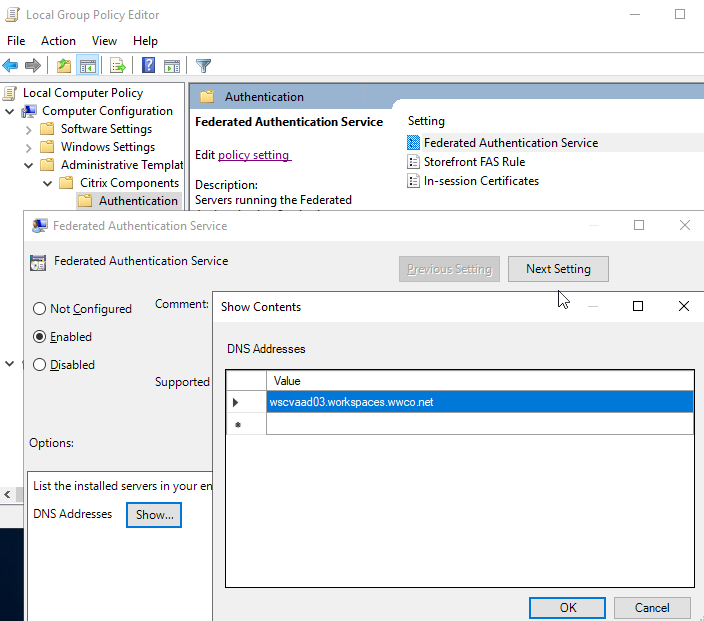 Local Group Policy Editor
File Action View Help
Local Computer Policy
Computer Configuration
Software Settings
Windows Settings
Administrative Templat
Citrix Components
Authentication
Authentication
Federated Authentication Service
Edit policy setting
Description:
Servers running the Federated
Setting
Federated Authentication Service
Storefront FAS Rule
In-session Certificates
Federated Authentication Service
Federated Authentication Service
Previous Setting Next Setting
Not Configured
Enabled
Disabled
Comment:
Supported
Options:
List the installed servers in your en
DNS Addresses Show...
Show Contents
DNS Addresses
Value
wscvaad03.workspaces.wwco.net
OK Cancel